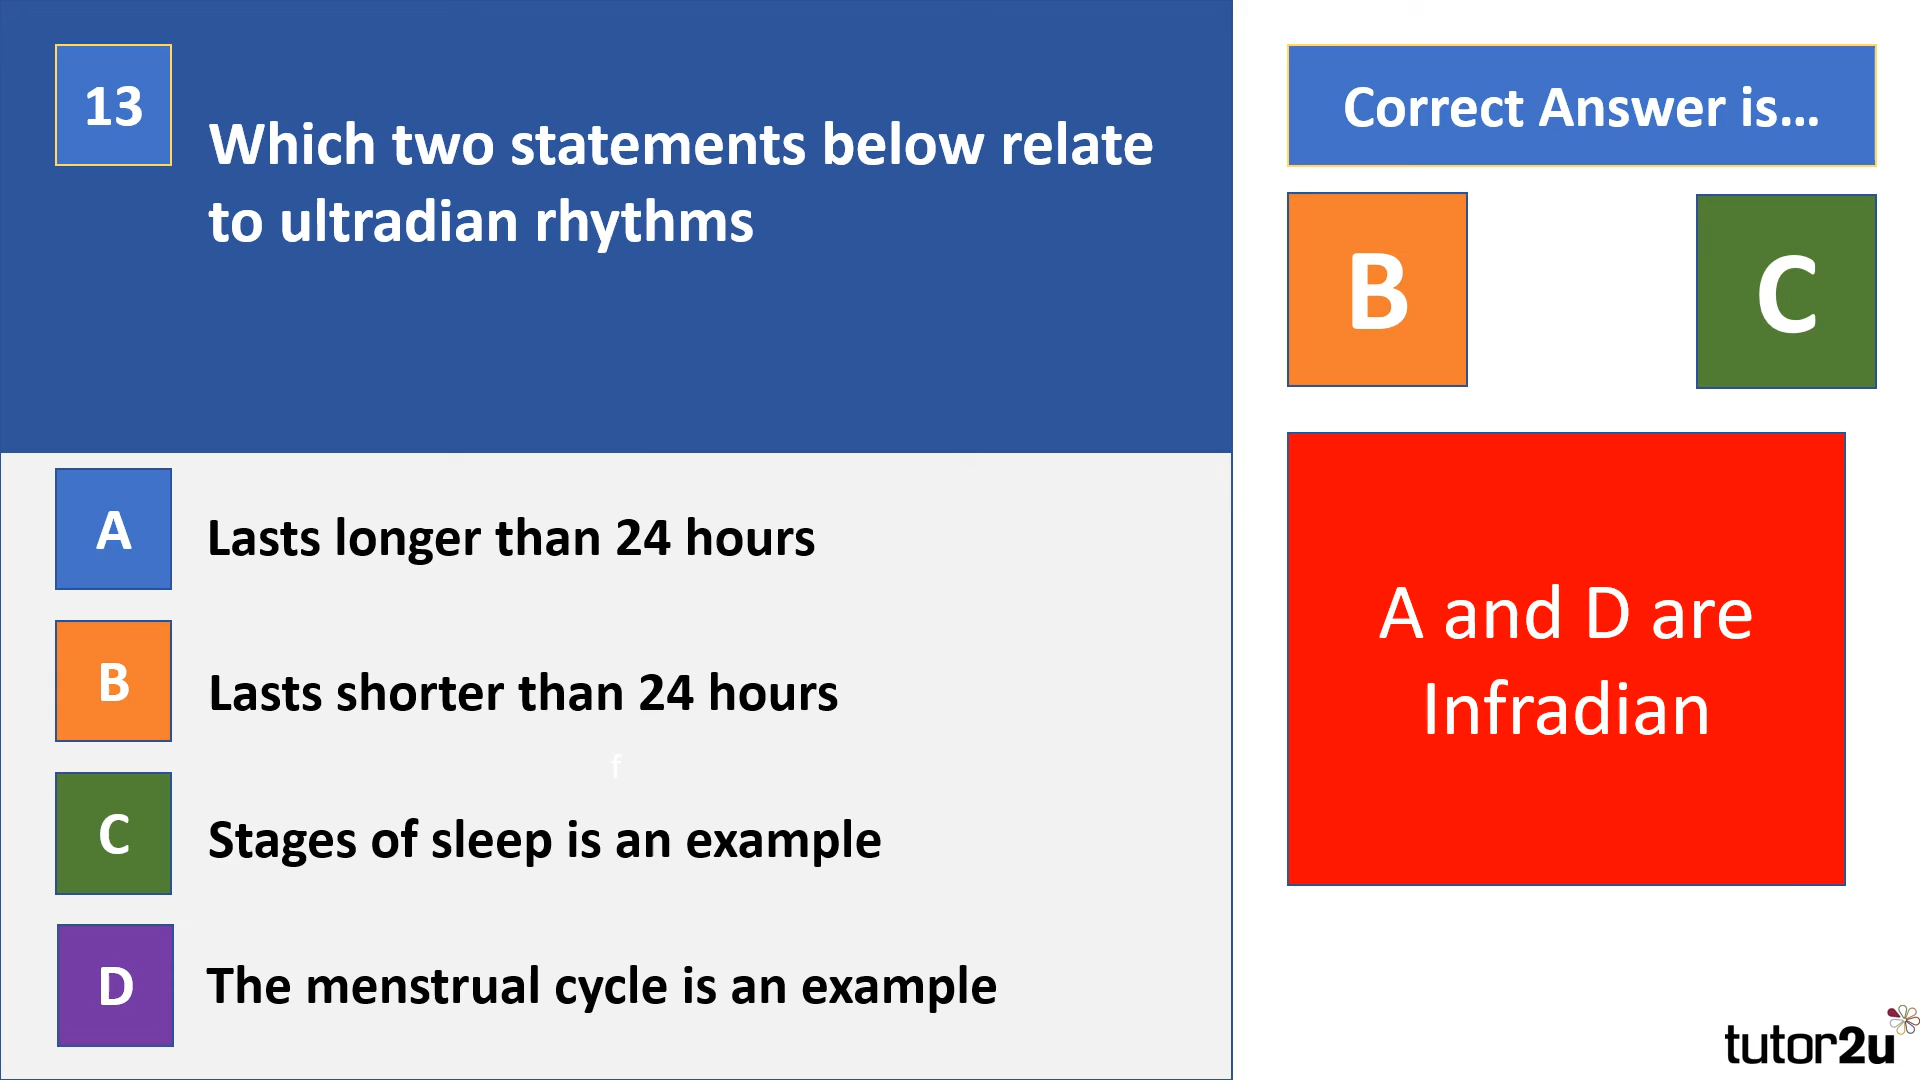 13
Which two statements below relate
to ultradian rhythms
A
Lasts longer than 24 hours
B
Lasts shorter than 24 hours
f
C
Stages of sleep is an example
D
The menstrual cycle is an example
Correct Answer is...
B
C
A and D are
Infradian
tutor2u